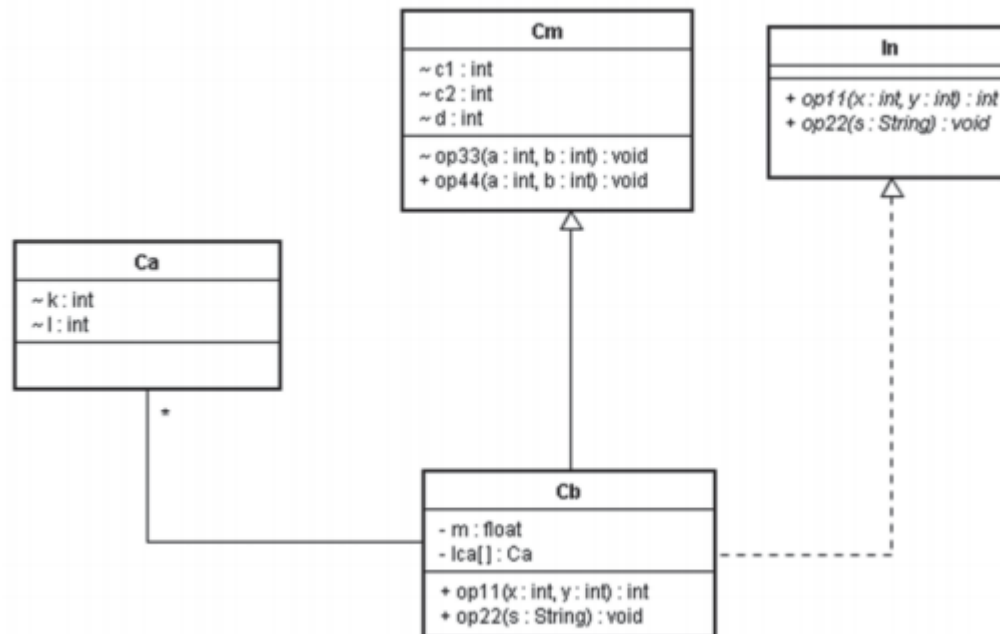 Cm
~ c1 : int
~ c2 : int
~ d : int
~ op33(a : int, b : int) : void
+ op44(a : int, b : int) : void
In
+ op11(x : int, y : int) : int
+ op22(s : String) : void
Ca
~ k : int
~ l : int
*
Cb
- m : float
- lca[] : Ca
+ op11(x : int, y : int) : int
+ op22(s : String) : void